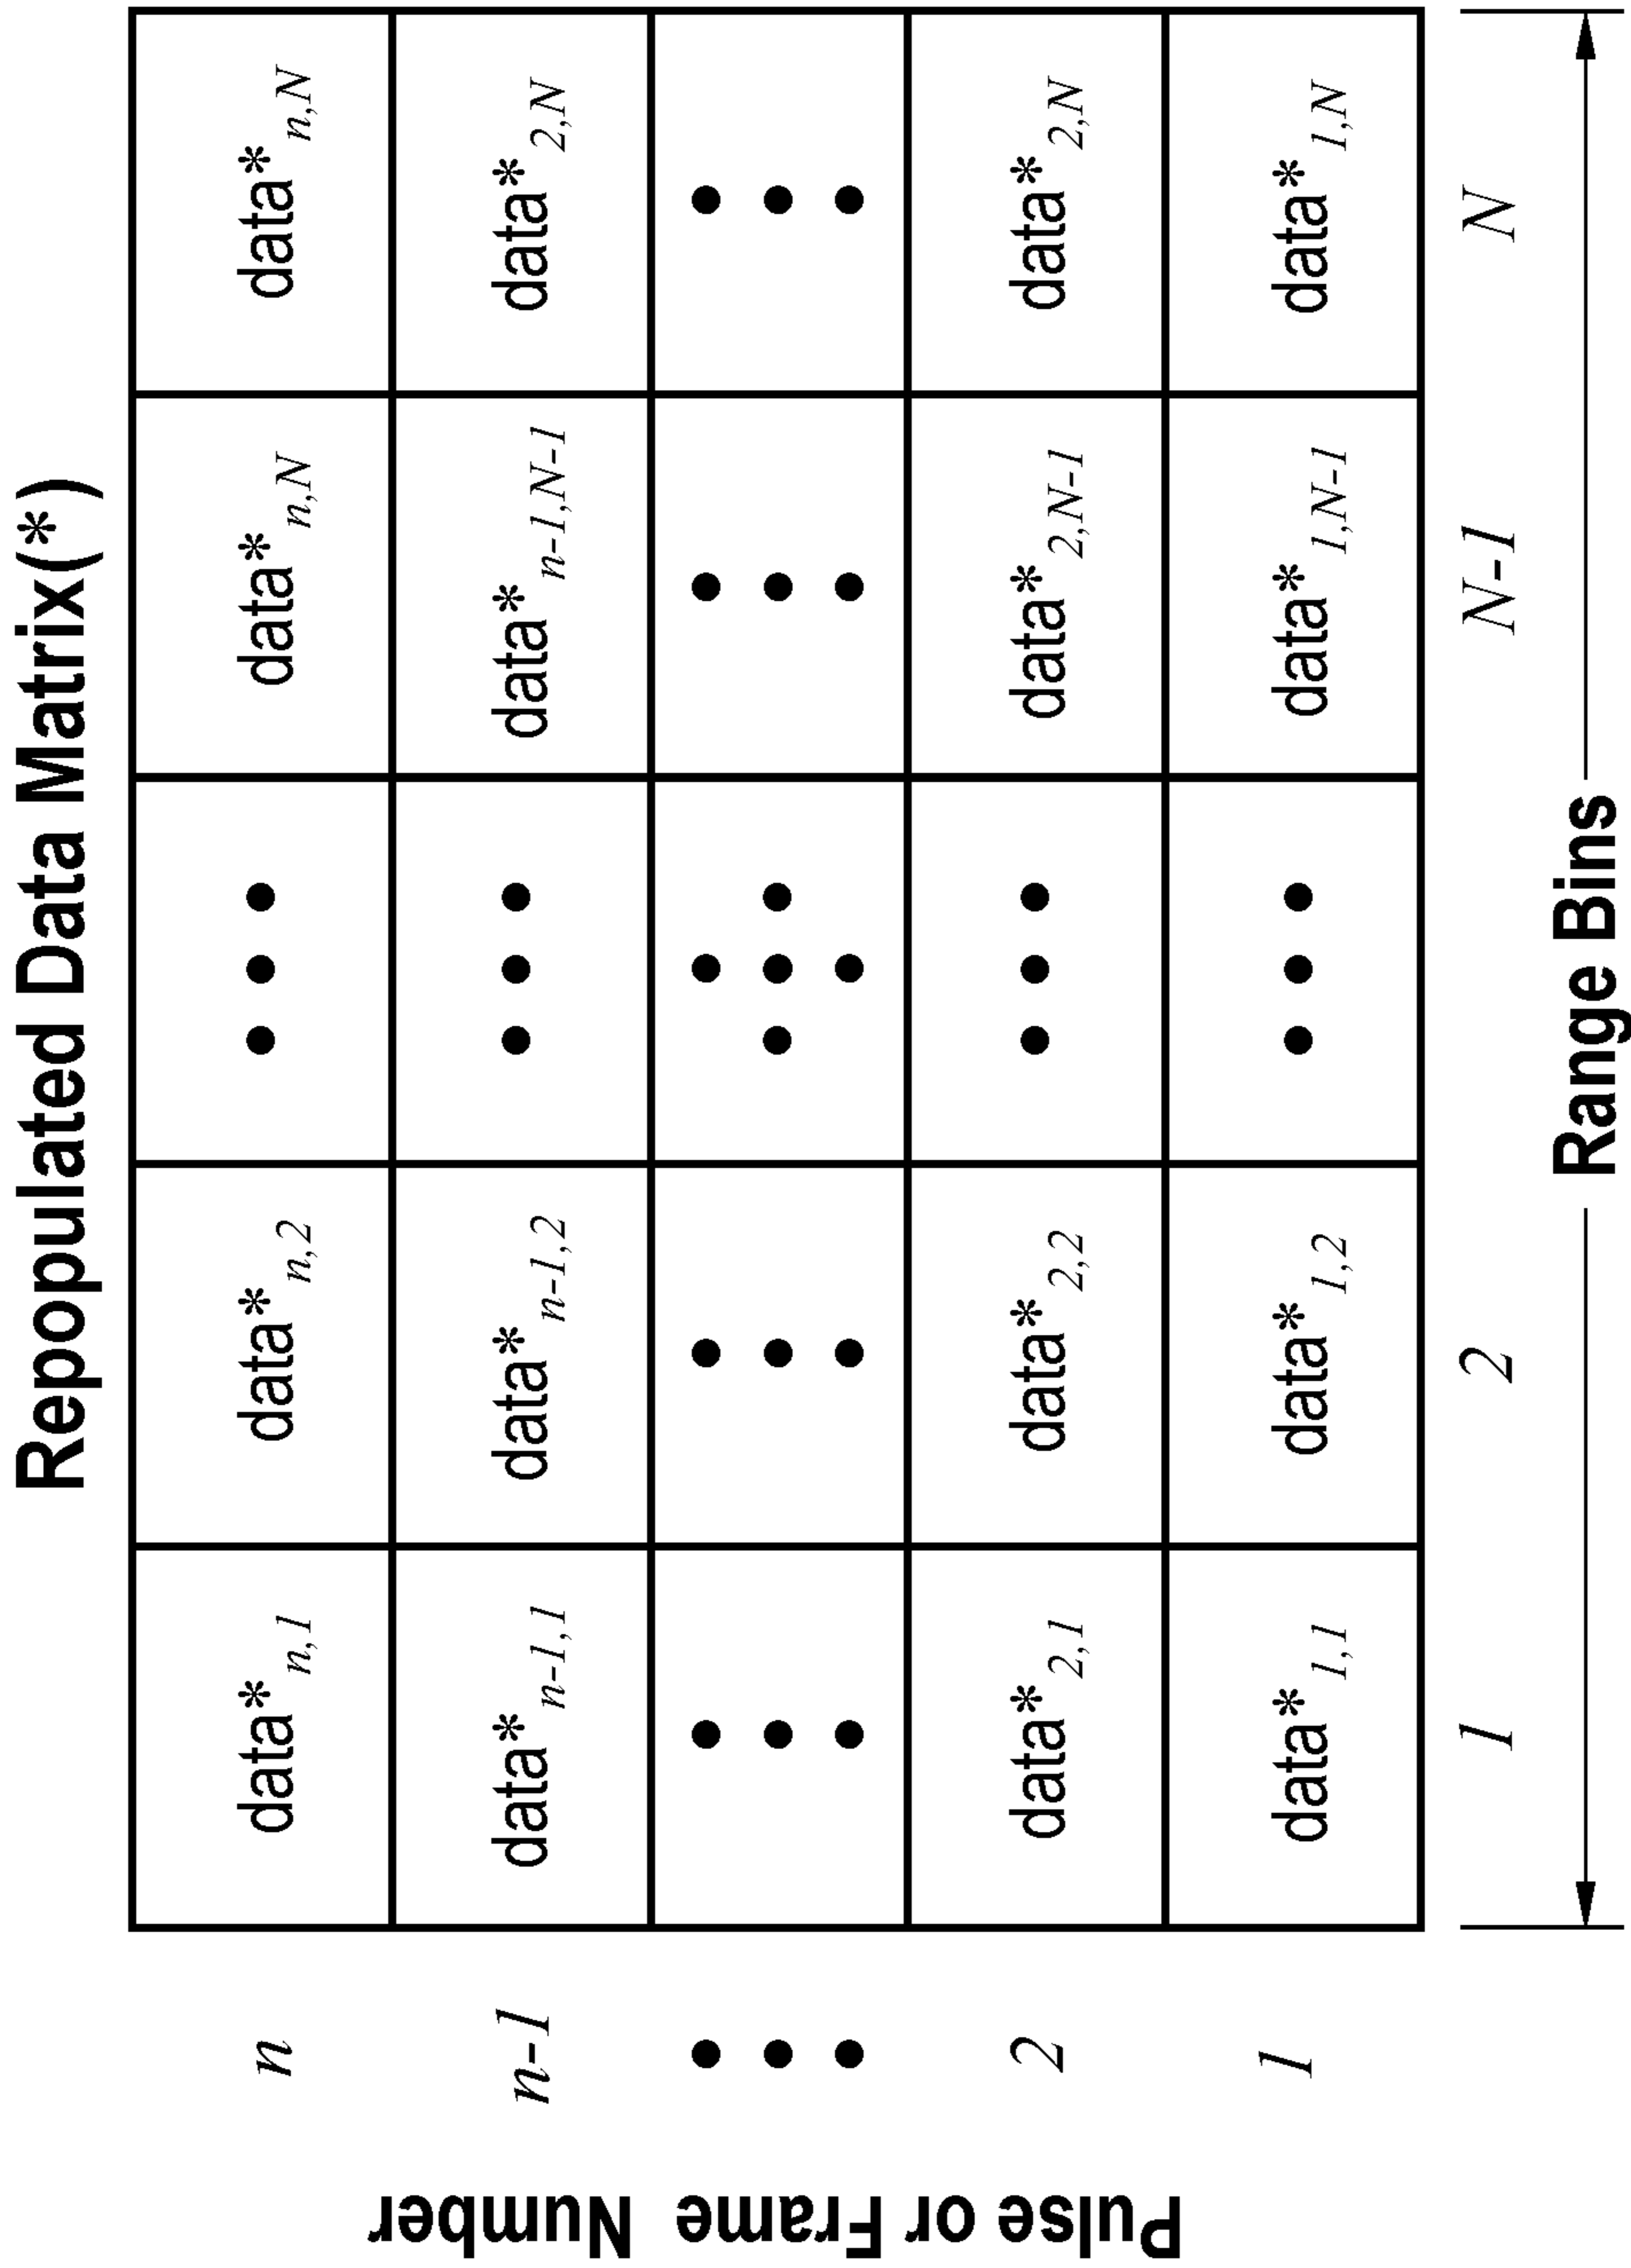 Repopulated Data Matrix(*)
Pulse or Frame Number
n data*n,1 data*n,2 ••• data*n,N data*n,N
n-1 data*n-1,1 data*n-1,2 ••• data*n-1,N-1 data*2,N
2 data*2,1 data*2,2 ••• data*2,N-1 data*2,N
1 data*1,1 data*1,2 ••• data*1,N-1 data*1,N
1 2 N-1 N
Range Bins